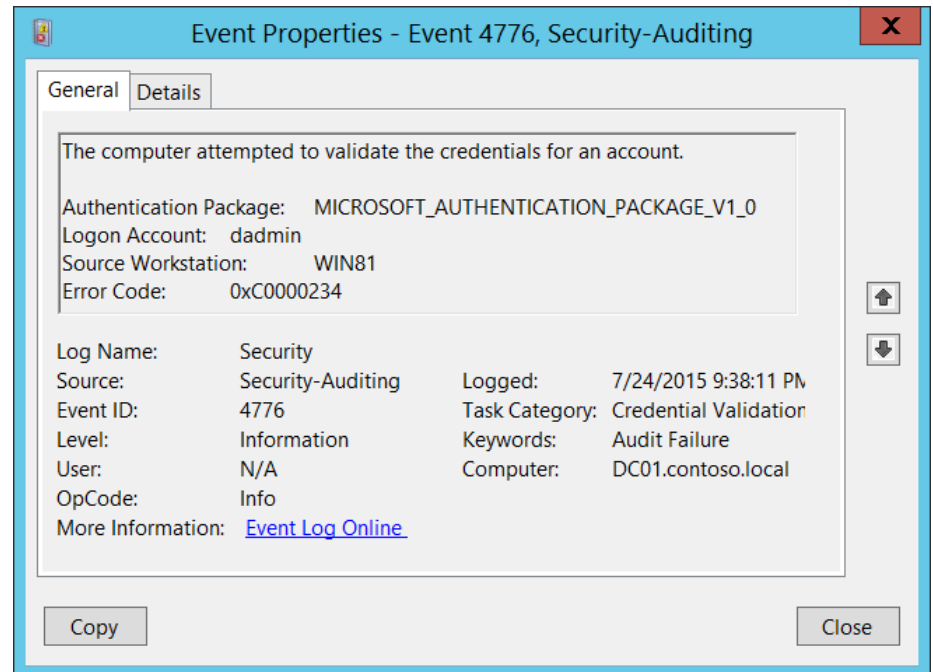 Event Properties - Event 4776, Security-Auditing
X
General Details
The computer attempted to validate the credentials for an account.
Authentication Package: MICROSOFT_AUTHENTICATION_PACKAGE_V1_0
Logon Account: dadmin
Source Workstation: WIN81
Error Code: 0xC0000234
Log Name: Security
Source: Security-Auditing Logged: 7/24/2015 9:38:11 PM
Event ID: 4776 Task Category: Credential Validation
Level: Information Keywords: Audit Failure
User: N/A Computer: DC01.contoso.local
OpCode: Info
More Information: Event Log Online
Copy Close